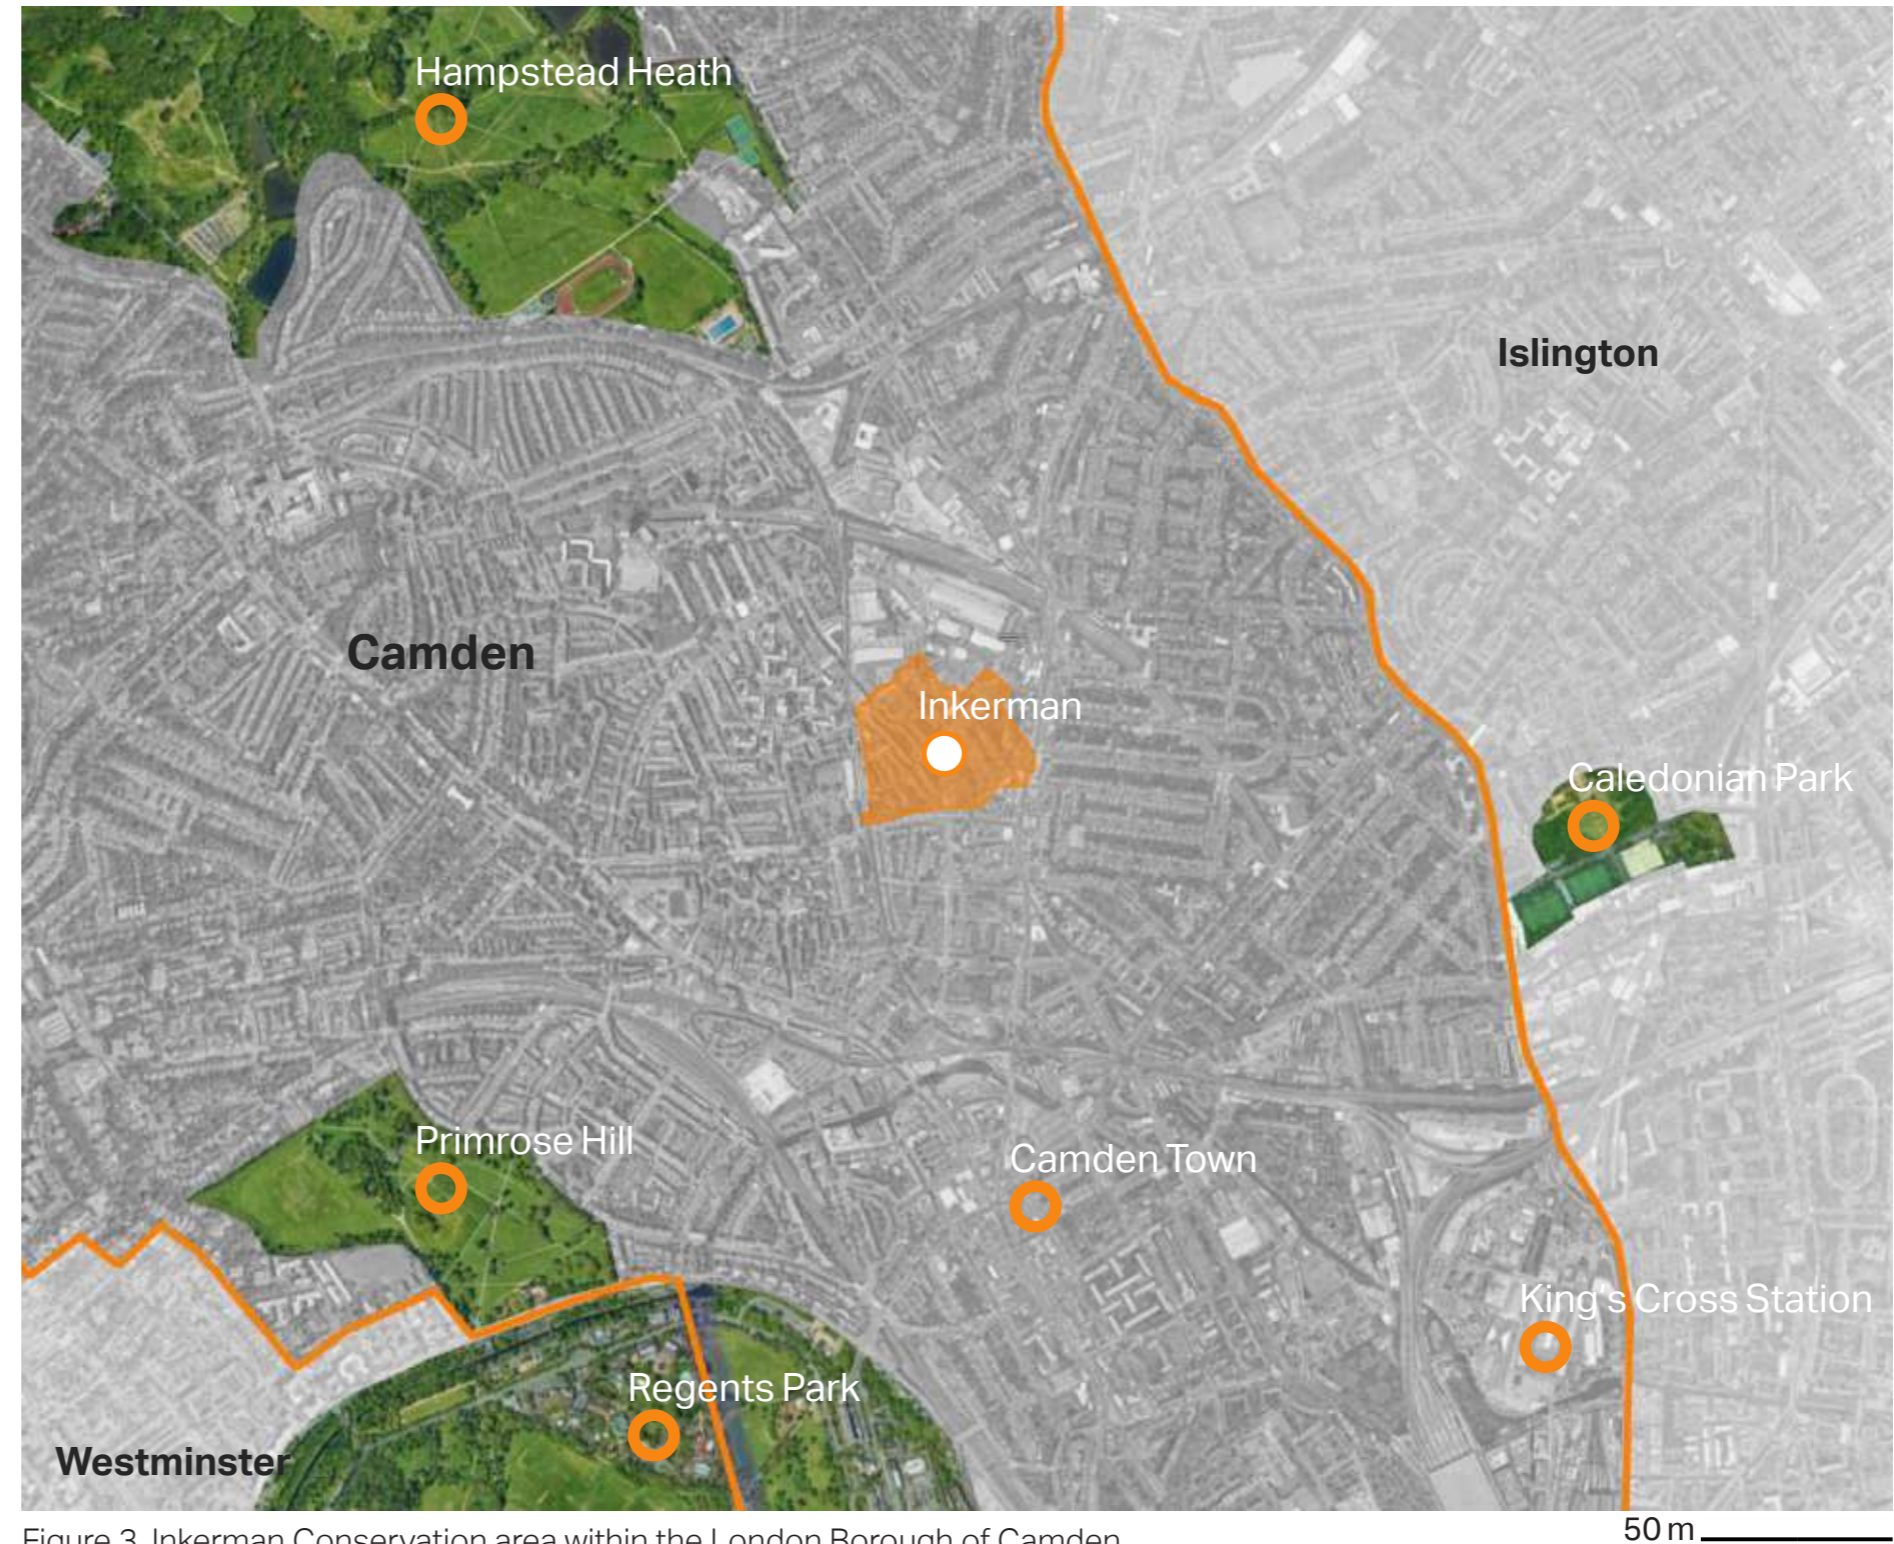 Hampstead Heath
Islington
Camden
Inkerman
Caledonian Park
Primrose Hill
Camden Town
King's Cross Station
Regents Park
Westminster
50 m
Figure 3. Inkerman Conservation area within the London Borough of Camden